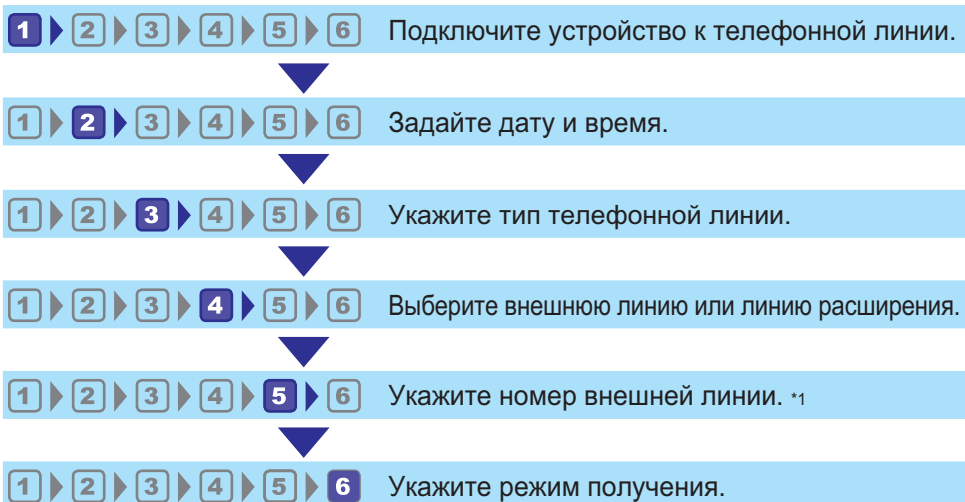 1 2 3 4 5 6 Подключите устройство к телефонной линии.
1 2 3 4 5 6 Задайте дату и время.
1 2 3 4 5 6 Укажите тип телефонной линии.
1 2 3 4 5 6 Выберите внешнюю линию или линию расширения.
1 2 3 4 5 6 Укажите номер внешней линии. *1
1 2 3 4 5 6 Укажите режим получения.